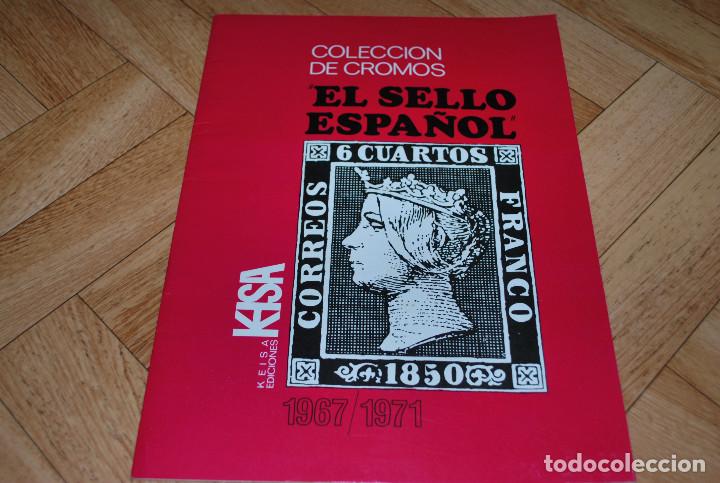 COLECCION
DE CROMOS
"EL SELLO
ESPAÑOL"
6 CUARTOS
CORREOS
FRANCO
1850
KEISA
KEISA
EDICIONES
1967/1971
todocoleccion